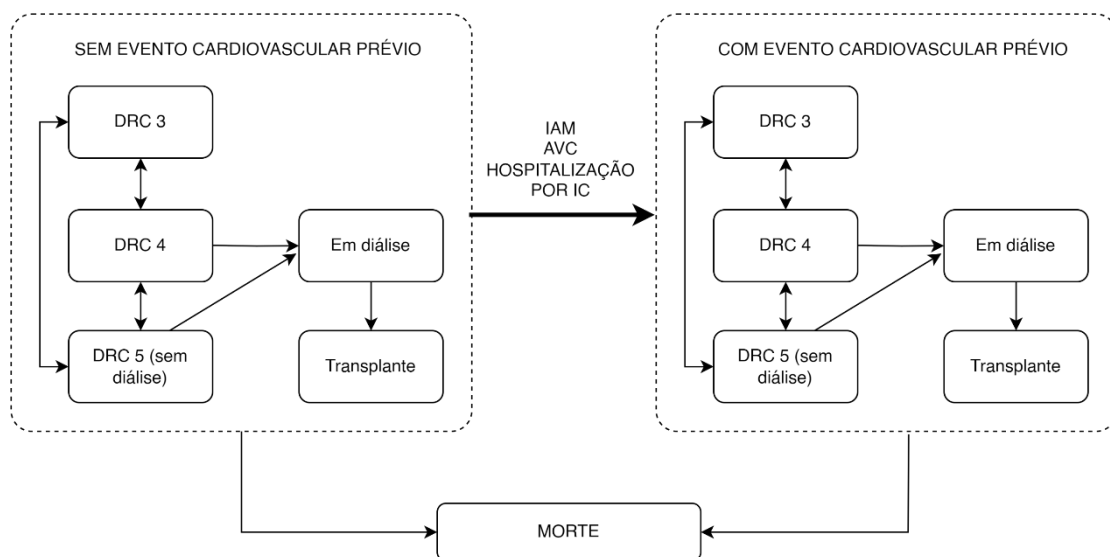 SEM EVENTO CARDIOVASCULAR PRÉVIO
DRC 3
DRC 4
Em diálise
DRC 5 (sem
diálise)
Transplante
IAM
AVC
HOSPITALIZAÇÃO
POR IC
COM EVENTO CARDIOVASCULAR PRÉVIO
DRC 3
DRC 4
Em diálise
DRC 5 (sem
diálise)
Transplante
MORTE